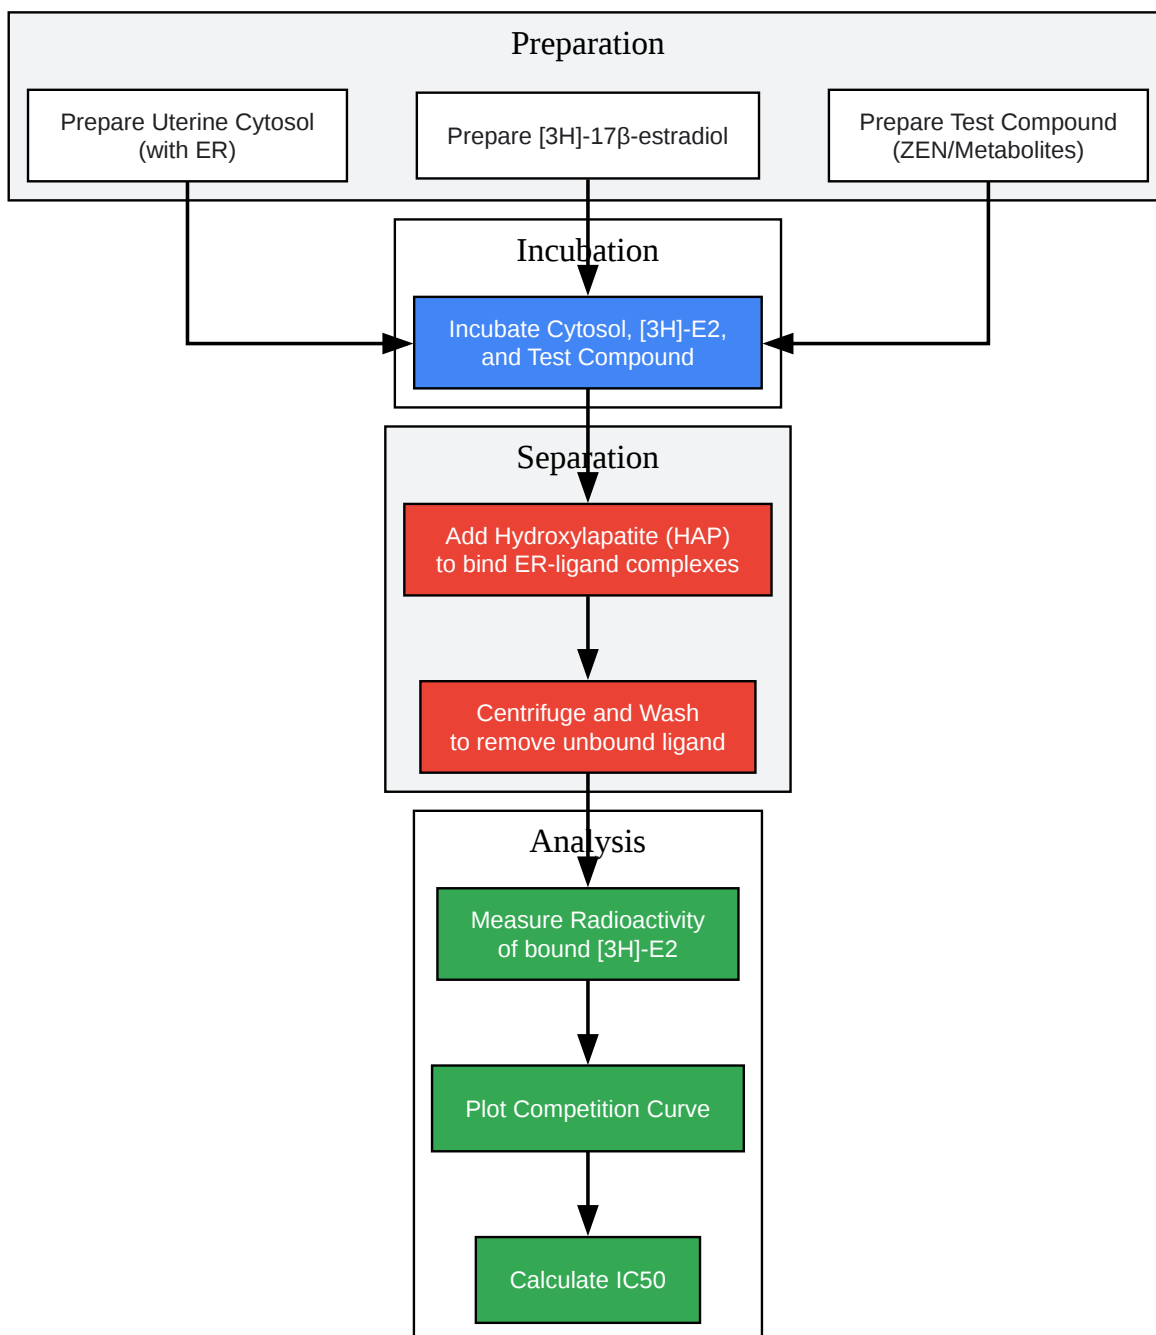 Preparation
Prepare Uterine Cytosol
(with ER)
Prepare [3H]-17β-estradiol
Prepare Test Compound
(ZEN/Metabolites)
Incubation
Incubate Cytosol, [3H]-E2,
and Test Compound
Separation
Add Hydroxylapatite (HAP)
to bind ER-ligand complexes
Centrifuge and Wash
to remove unbound ligand
Analysis
Measure Radioactivity
of bound [3H]-E2
Plot Competition Curve
Calculate IC50